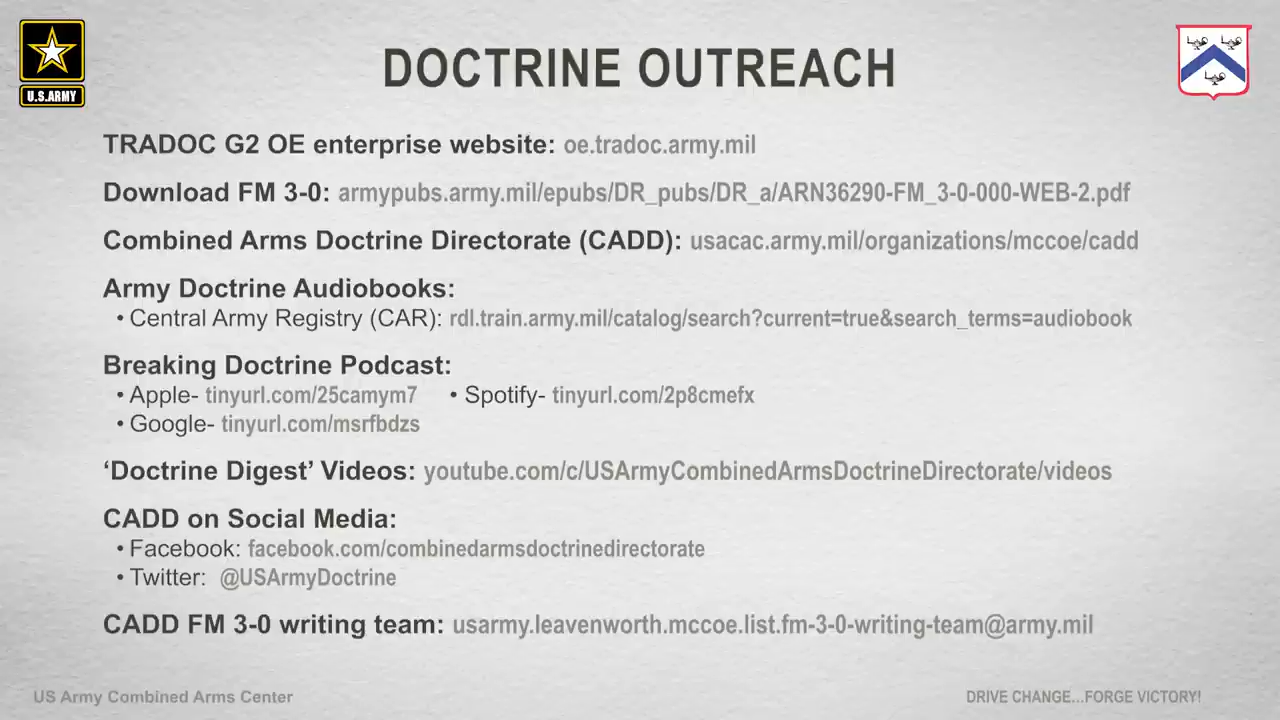 U.S.ARMY
DOCTRINE OUTREACH
TRADOC G2 OE enterprise website: oe.tradoc.army.mil
Download FM 3-0: armypubs.army.mil/epubs/DR_pubs/DR_a/ARN36290-FM_3-0-000-WEB-2.pdf
Combined Arms Doctrine Directorate (CADD): usacac.army.mil/organizations/mccoe/cadd
Army Doctrine Audiobooks:
• Central Army Registry (CAR): rdl.train.army.mil/catalog/search?current=true&search_terms=audiobook
Breaking Doctrine Podcast:
• Apple- tinyurl.com/25camym7 • Spotify- tinyurl.com/2p8cmefx
• Google- tinyurl.com/msrfbdzs
‘Doctrine Digest’ Videos: youtube.com/c/USArmyCombinedArmsDoctrineDirectorate/videos
CADD on Social Media:
• Facebook: facebook.com/combinedarmsdoctrinedirectorate
• Twitter: @USArmyDoctrine
CADD FM 3-0 writing team: usarmy.leavenworth.mccoe.list.fm-3-0-writing-team@army.mil
US Army Combined Arms Center
DRIVE CHANGE...FORGE VICTORY!